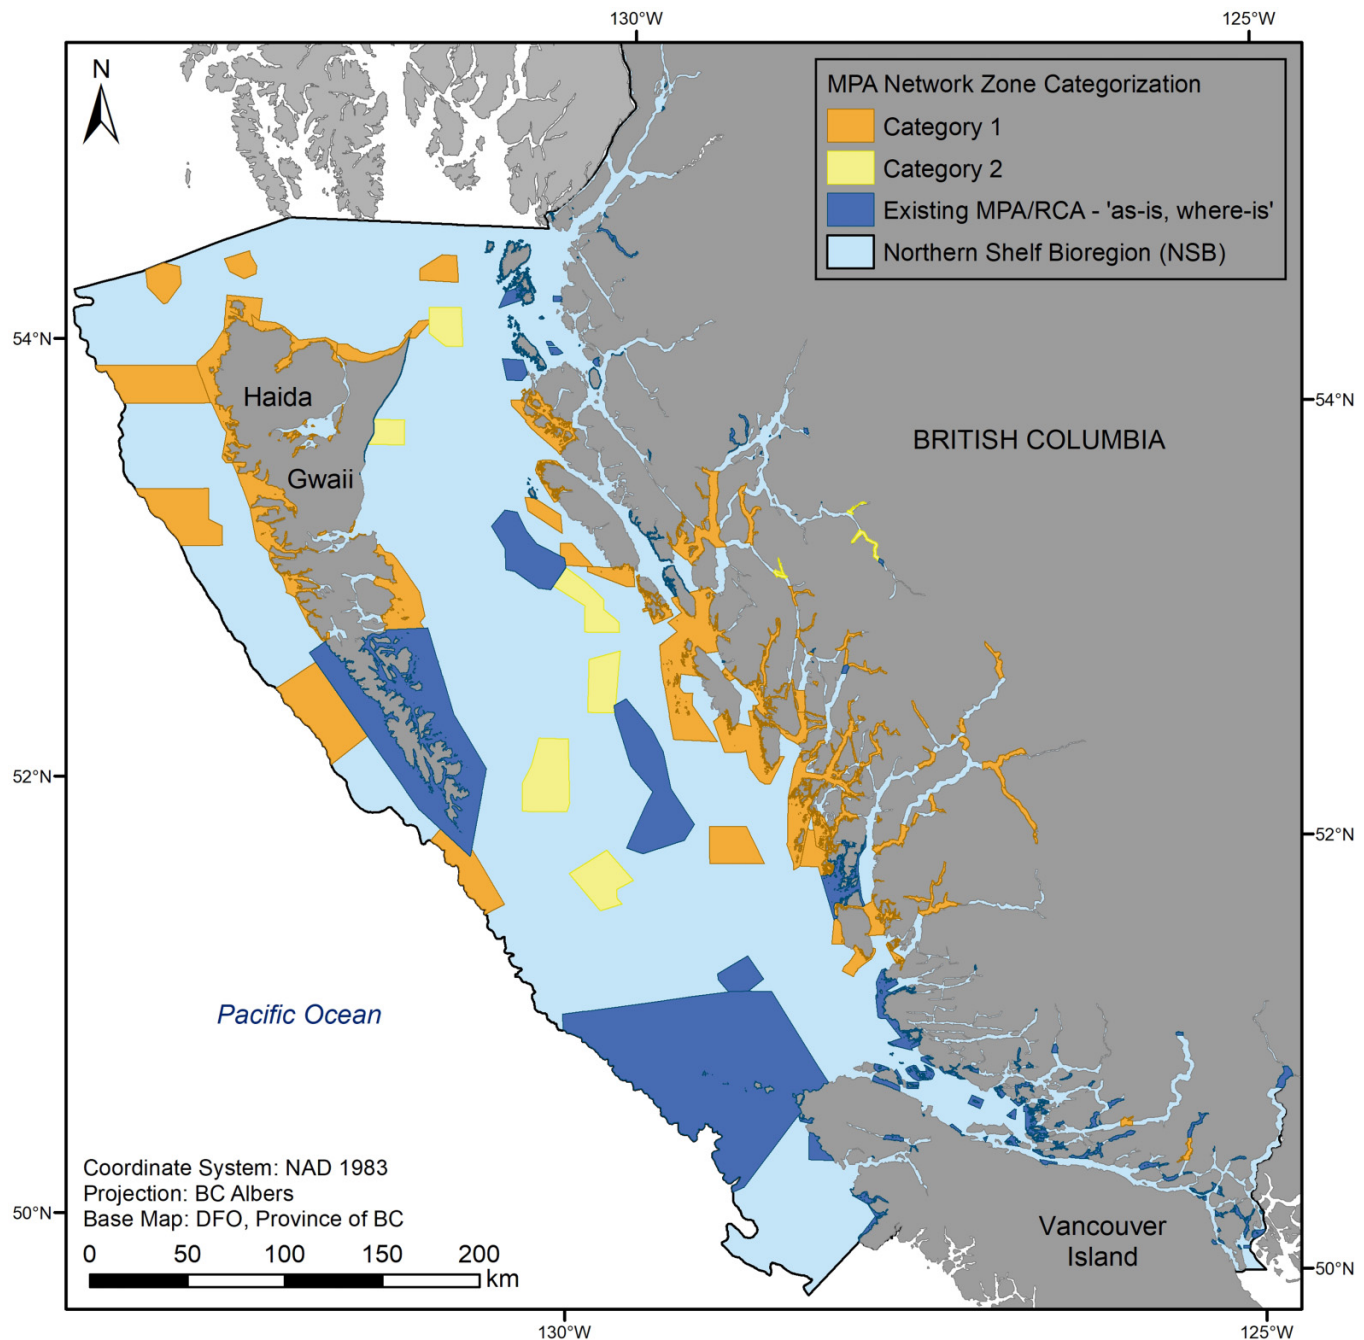 130°W
125°W
N
MPA Network Zone Categorization
Category 1
Category 2
Existing MPA/RCA - 'as-is, where-is'
Northern Shelf Bioregion (NSB)
54°N
54°N
Haida
Gwaii
BRITISH COLUMBIA
52°N
52°N
Pacific Ocean
Coordinate System: NAD 1983
Projection: BC Albers
Base Map: DFO, Province of BC
0 50 100 150 200
km
Vancouver
Island
50°N
50°N
130°W
125°W